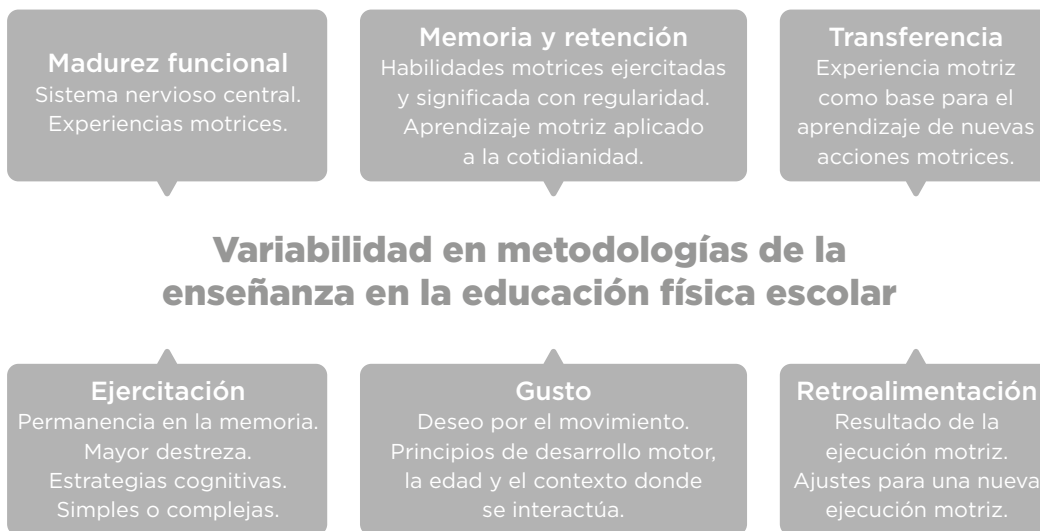 Madurez funcional
Sistema nervioso central.
Experiencias motrices.
Memoria y retención
Habilidades motrices ejercitadas
y significada con regularidad.
Aprendizaje motriz aplicado
a la cotidianidad.
Transferencia
Experiencia motriz
como base para el
aprendizaje de nuevas
acciones motrices.
Variabilidad en metodologías de la
enseñanza en la educación física escolar
Ejercitación
Permanencia en la memoria.
Mayor destreza.
Estrategias cognitivas.
Simples o complejas.
Gusto
Deseo por el movimiento.
Principios de desarrollo motor,
la edad y el contexto donde
se interactúa.
Retroalimentación
Resultado de la
ejecución motriz.
Ajustes para una nueva
ejecución motriz.